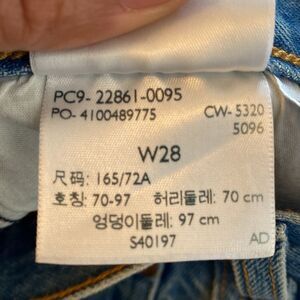 PC9- 22861-0095
PO- 4100489775 CW- 5320
5096
W28
尺码: 165/72A
호칭: 70-97 허리둘레: 70 cm
엉덩이둘레: 97 cm
S40197 AD